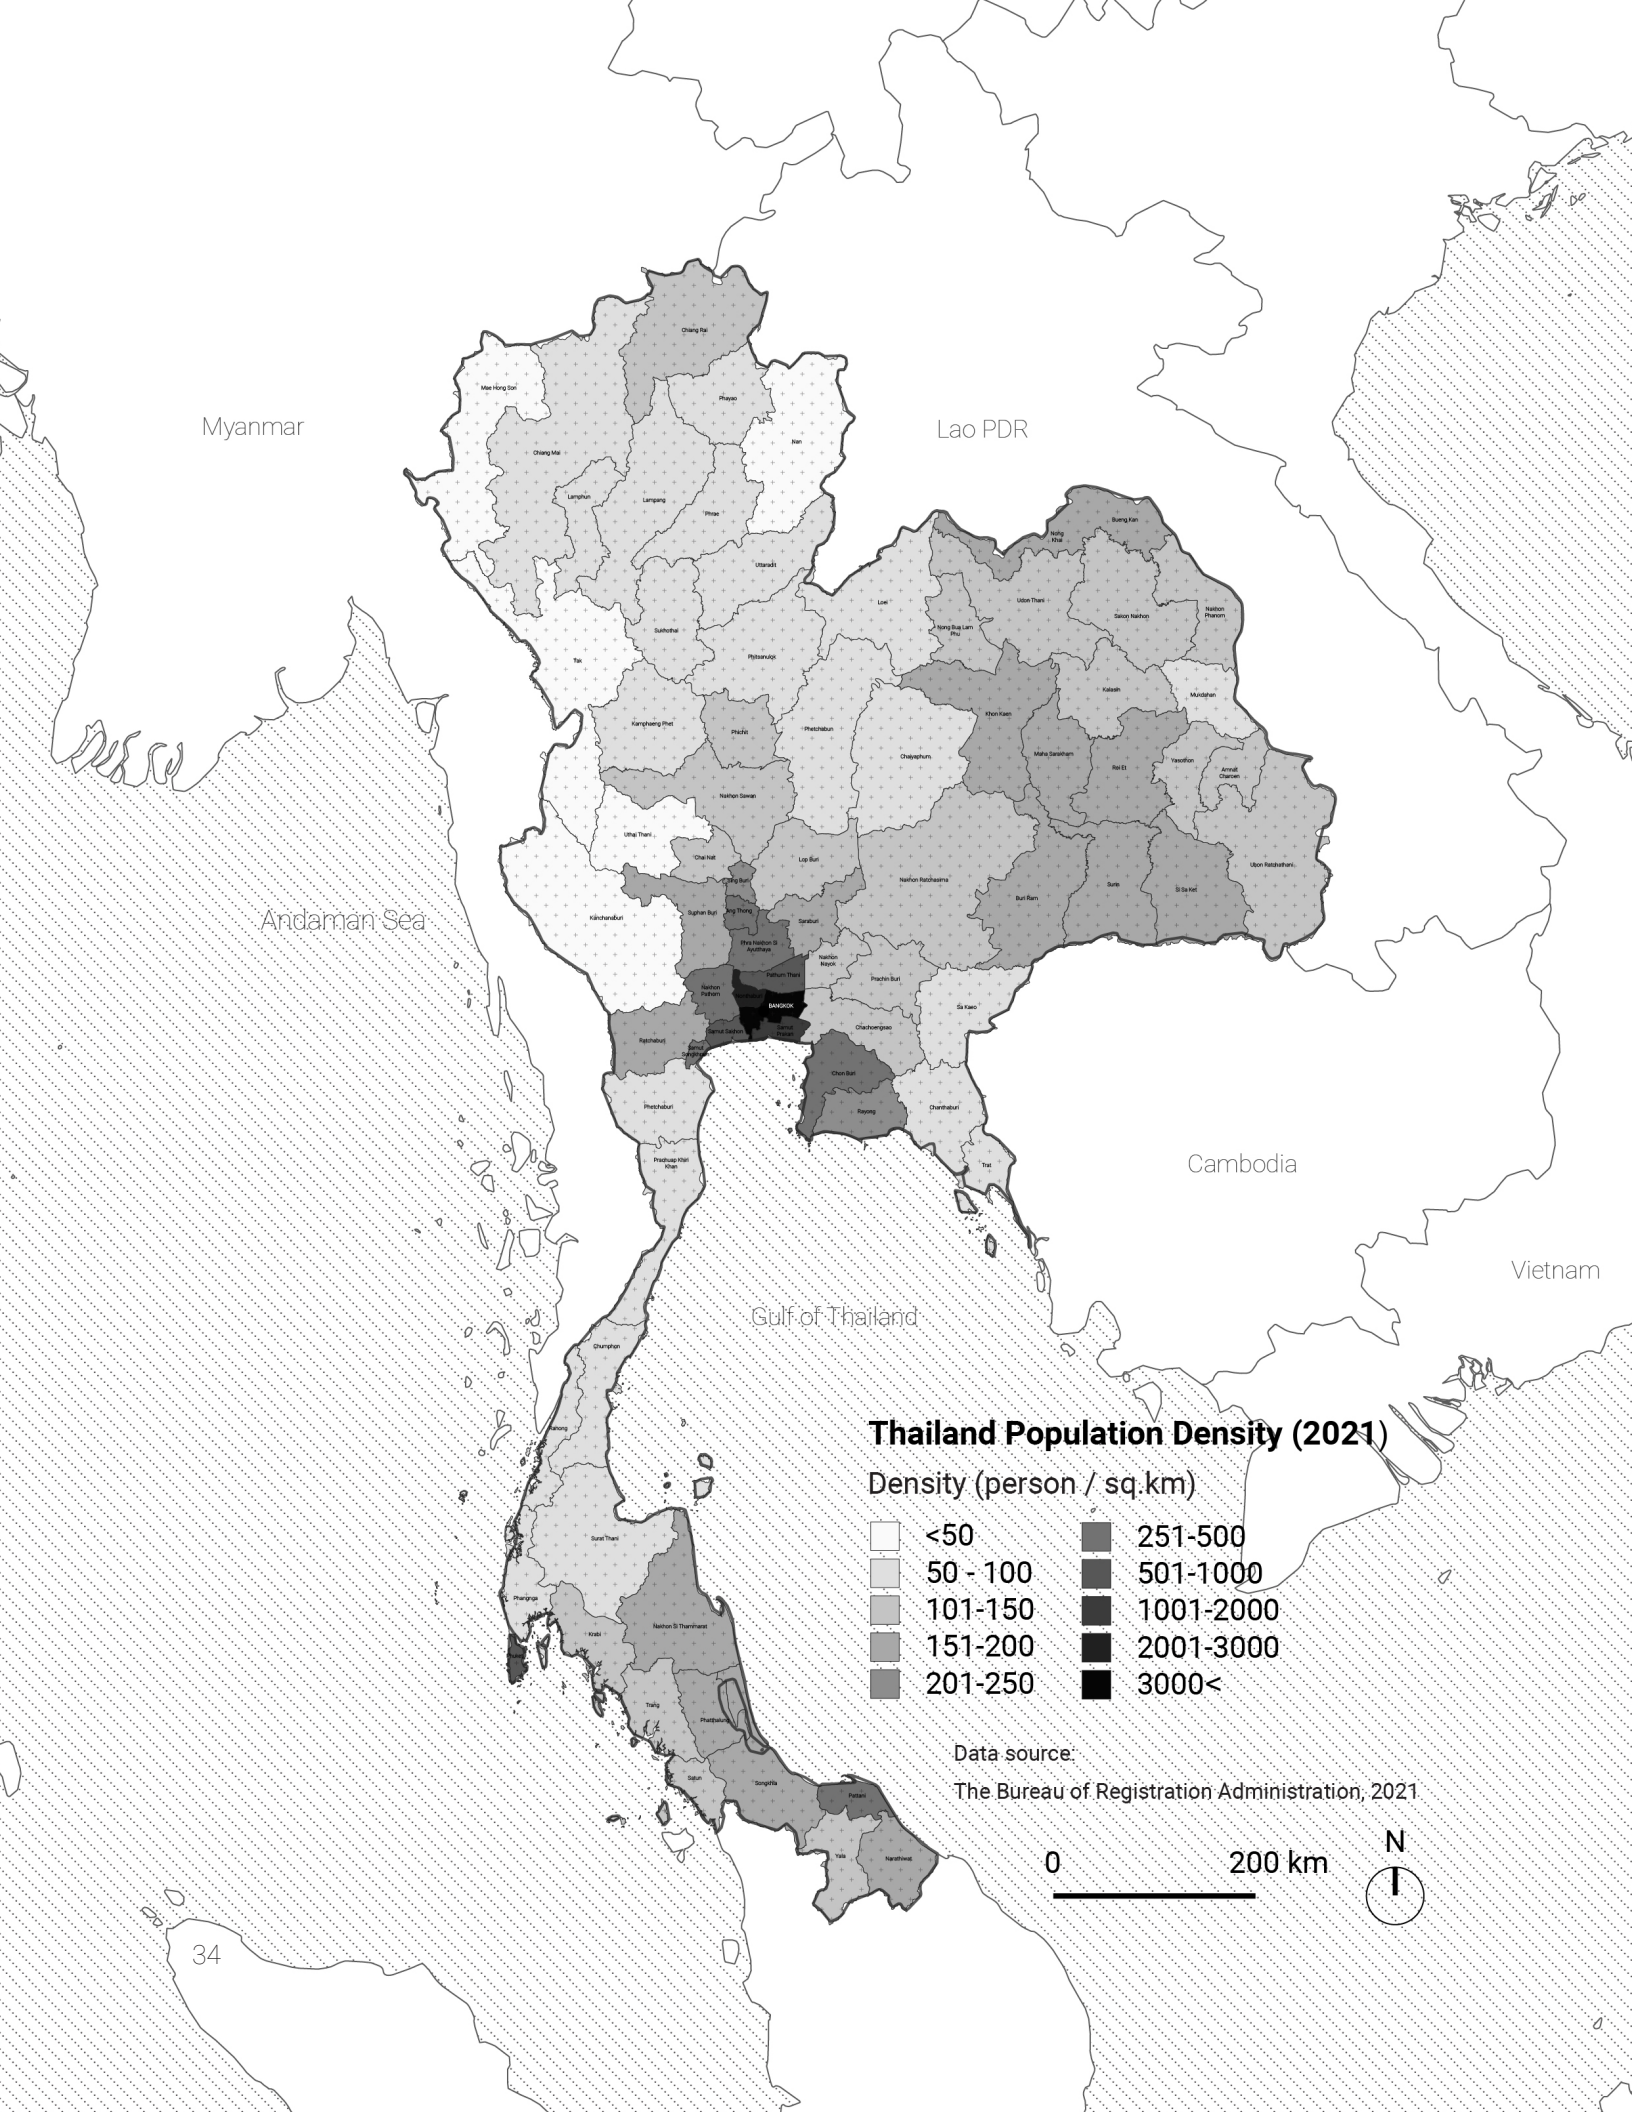 Chiang Rai
Mae Hong Son
Phayao
Myanmar
Lao PDR
Nan
Chiang Mai
Lamphun
Lampang
Phrae
Bueng Kan
Nong
Khai
Uttaradit
Loei
Udon Thani
Nakhon
Phanom
Sakon Nakhon
Nong Bua Lam
Phu
Sukhothai
Phitsanulok
Tak
Kalasin
Mukdahan
Khon Kaen
Kamphaeng Phet
Phetchabun
Phichit
Maha Sarakham
Chaiyaphum
Yasothon
Roi Et
Amnat
Charoen
Nakhon Sawan
Uthai Thani
Chai Nat
Lop Buri
Ubon Ratchathani
Nakhon Ratchasima
Sing Buri
Surin
Si Sa Ket
Buri Ram
Andaman Sea
Kanchanaburi
Suphan Buri
Ang Thong
Saraburi
Phra Nakhon Si
Ayutthaya
Nakhon
Nayok
Pathum Thani
Prachin Buri
Nakhon
Pathom
BANGKOK
Sa Kaeo
Samut Sakhon
Samut
Prakan
Chachoengsao
Ratchaburi
Samut
Songkhram
Chon Buri
Phetchaburi
Rayong
Chanthaburi
Prachuap Khiri
Khan
Trat
Cambodia
Vietnam
Gulf of Thailand
Chumphon
Ranong
Thailand Population Density (2021)
Density (person / sq.km)
<50
50 - 100
101-150
151-200
201-250
251-500
501-1000
1001-2000
2001-3000
3000<
Surat Thani
Phangnga
Nakhon Si Thammarat
Krabi
Trang
Phatthalung
Satun
Songkhla
Pattani
Yala
Narathiwat
Data source:
The Bureau of Registration Administration, 2021
N
0
200 km
34